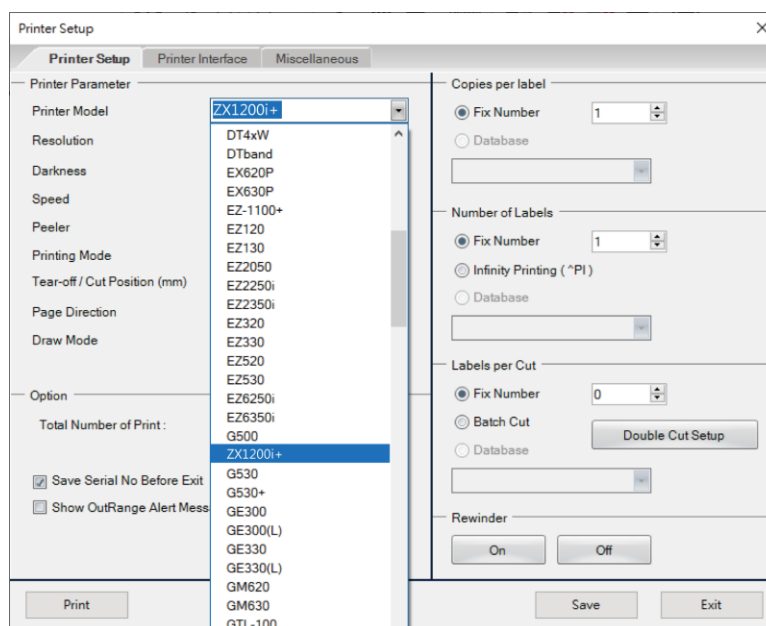 Printer Setup
Printer Setup
Printer Interface
Miscellaneous
Printer Parameter
Printer Model
ZX1200i+
Resolution
Darkness
Speed
Peeler
Printing Mode
Tear-off / Cut Position (mm)
Page Direction
Draw Mode
DT4xW
DTband
EX620P
EX630P
EZ-1100+
EZ120
EZ130
EZ2050
EZ2250i
EZ2350i
EZ320
EZ330
EZ520
EZ530
EZ6250i
EZ6350i
G500
ZX1200i+
G530
G530+
GE300
GE300(L)
GE330
GE330(L)
GM620
GM630
GTL-100
Option
Total Number of Print :
Save Serial No Before Exit
Show OutRange Alert Mess
Copies per label
Fix Number
1
Database
Number of Labels
Fix Number
1
Infinity Printing ( ^PI )
Database
Labels per Cut
Fix Number
0
Batch Cut
Double Cut Setup
Database
Rewinder
On
Off
Print
Save
Exit